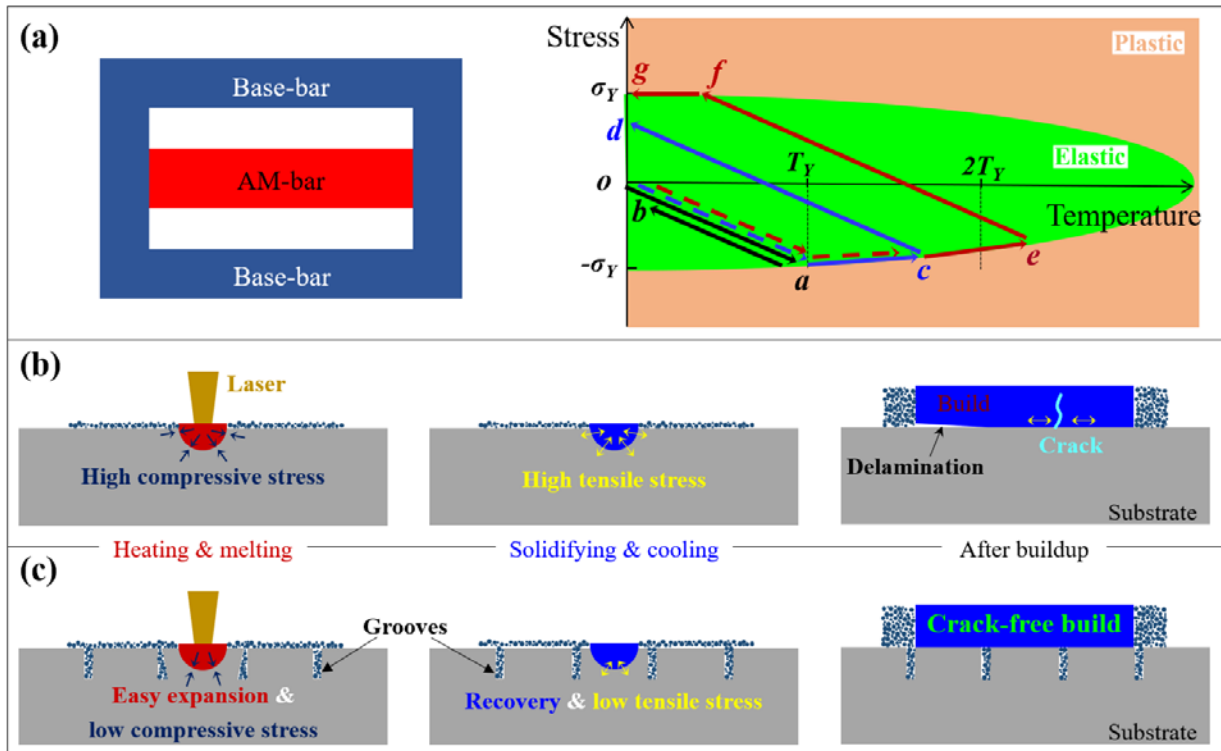 (a)
Base-bar
AM-bar
Base-bar
Stress
Plastic
g
f
σY
d
TY
Elastic
2TY
o
b
Temperature
-σY
a
c
e
(b)
Laser
High compressive stress
High tensile stress
Build
Crack
Delamination
Substrate
Heating & melting
Solidifying & cooling
After buildup
(c)
Grooves
Easy expansion &
low compressive stress
Recovery & low tensile stress
Crack-free build
Substrate